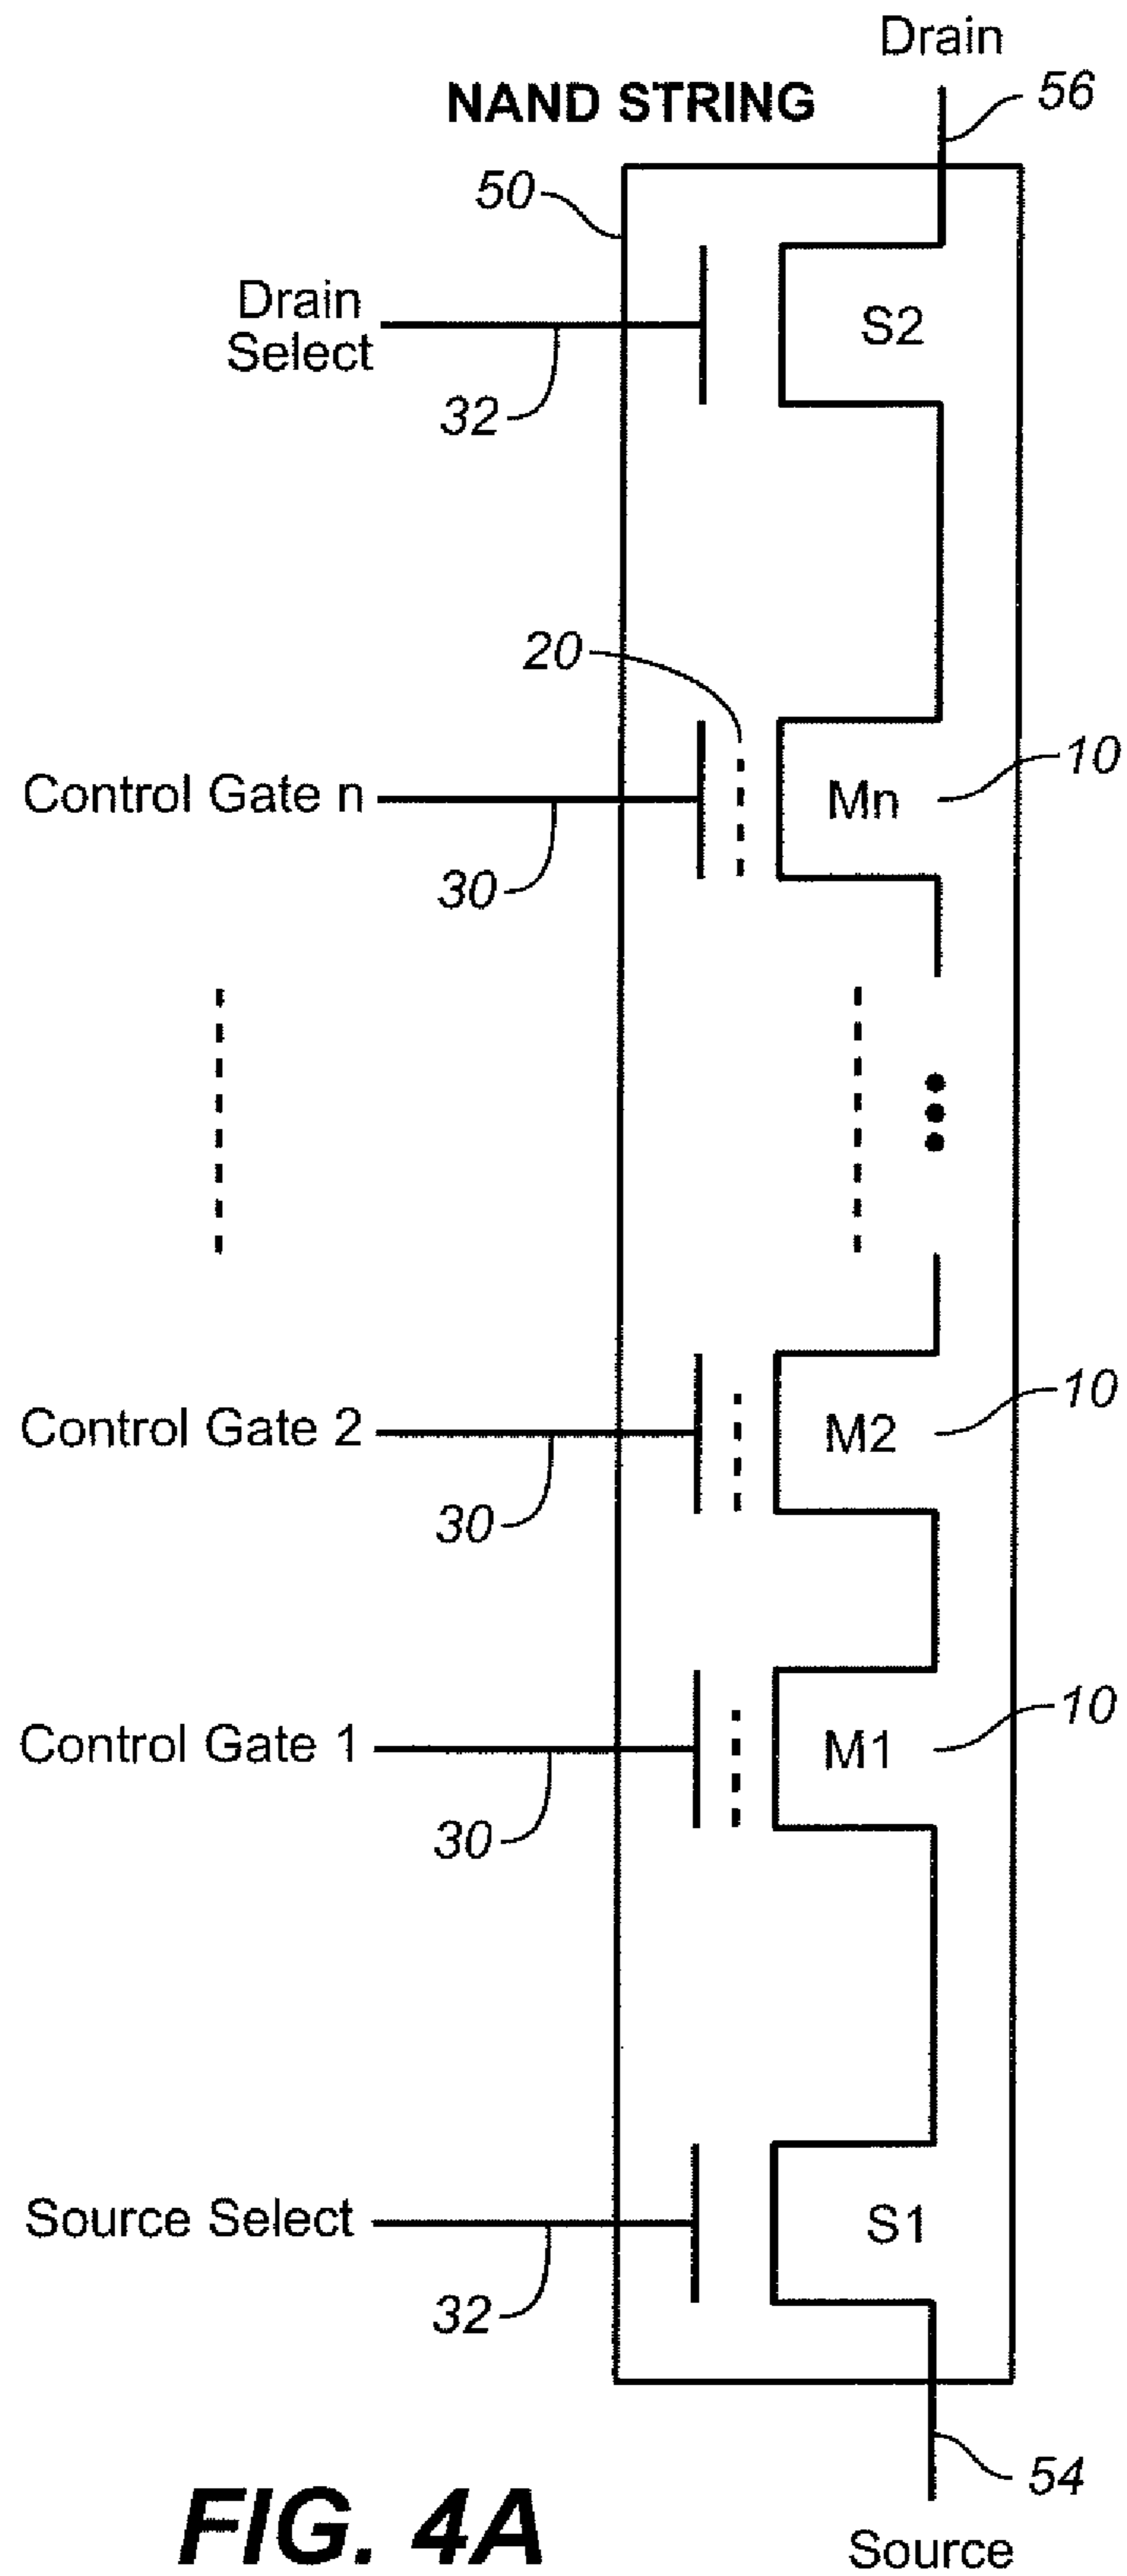 Drain
56
NAND STRING
50
Drain
Select
S2
32
20
10
Control Gate n
Mn
30
10
Control Gate 2
M2
30
10
Control Gate 1
M1
30
Source Select
S1
32
54
FIG. 4A
Source